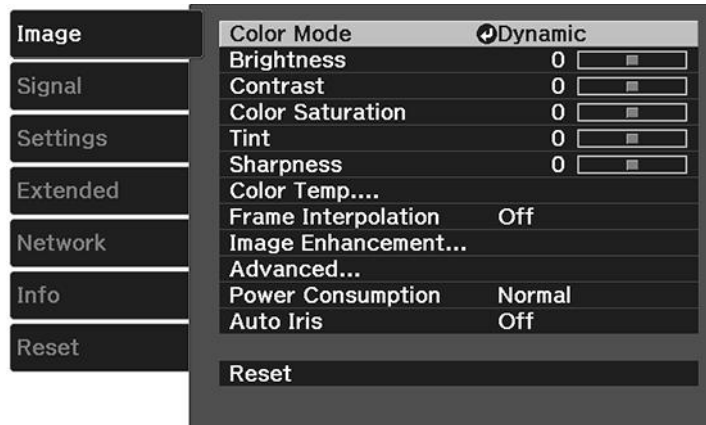 Image
Signal
Settings
Extended
Network
Info
Reset
Color Mode Dynamic
Brightness 0
Contrast 0
Color Saturation 0
Tint 0
Sharpness 0
Color Temp....
Frame Interpolation Off
Image Enhancement...
Advanced...
Power Consumption Normal
Auto Iris Off
Reset